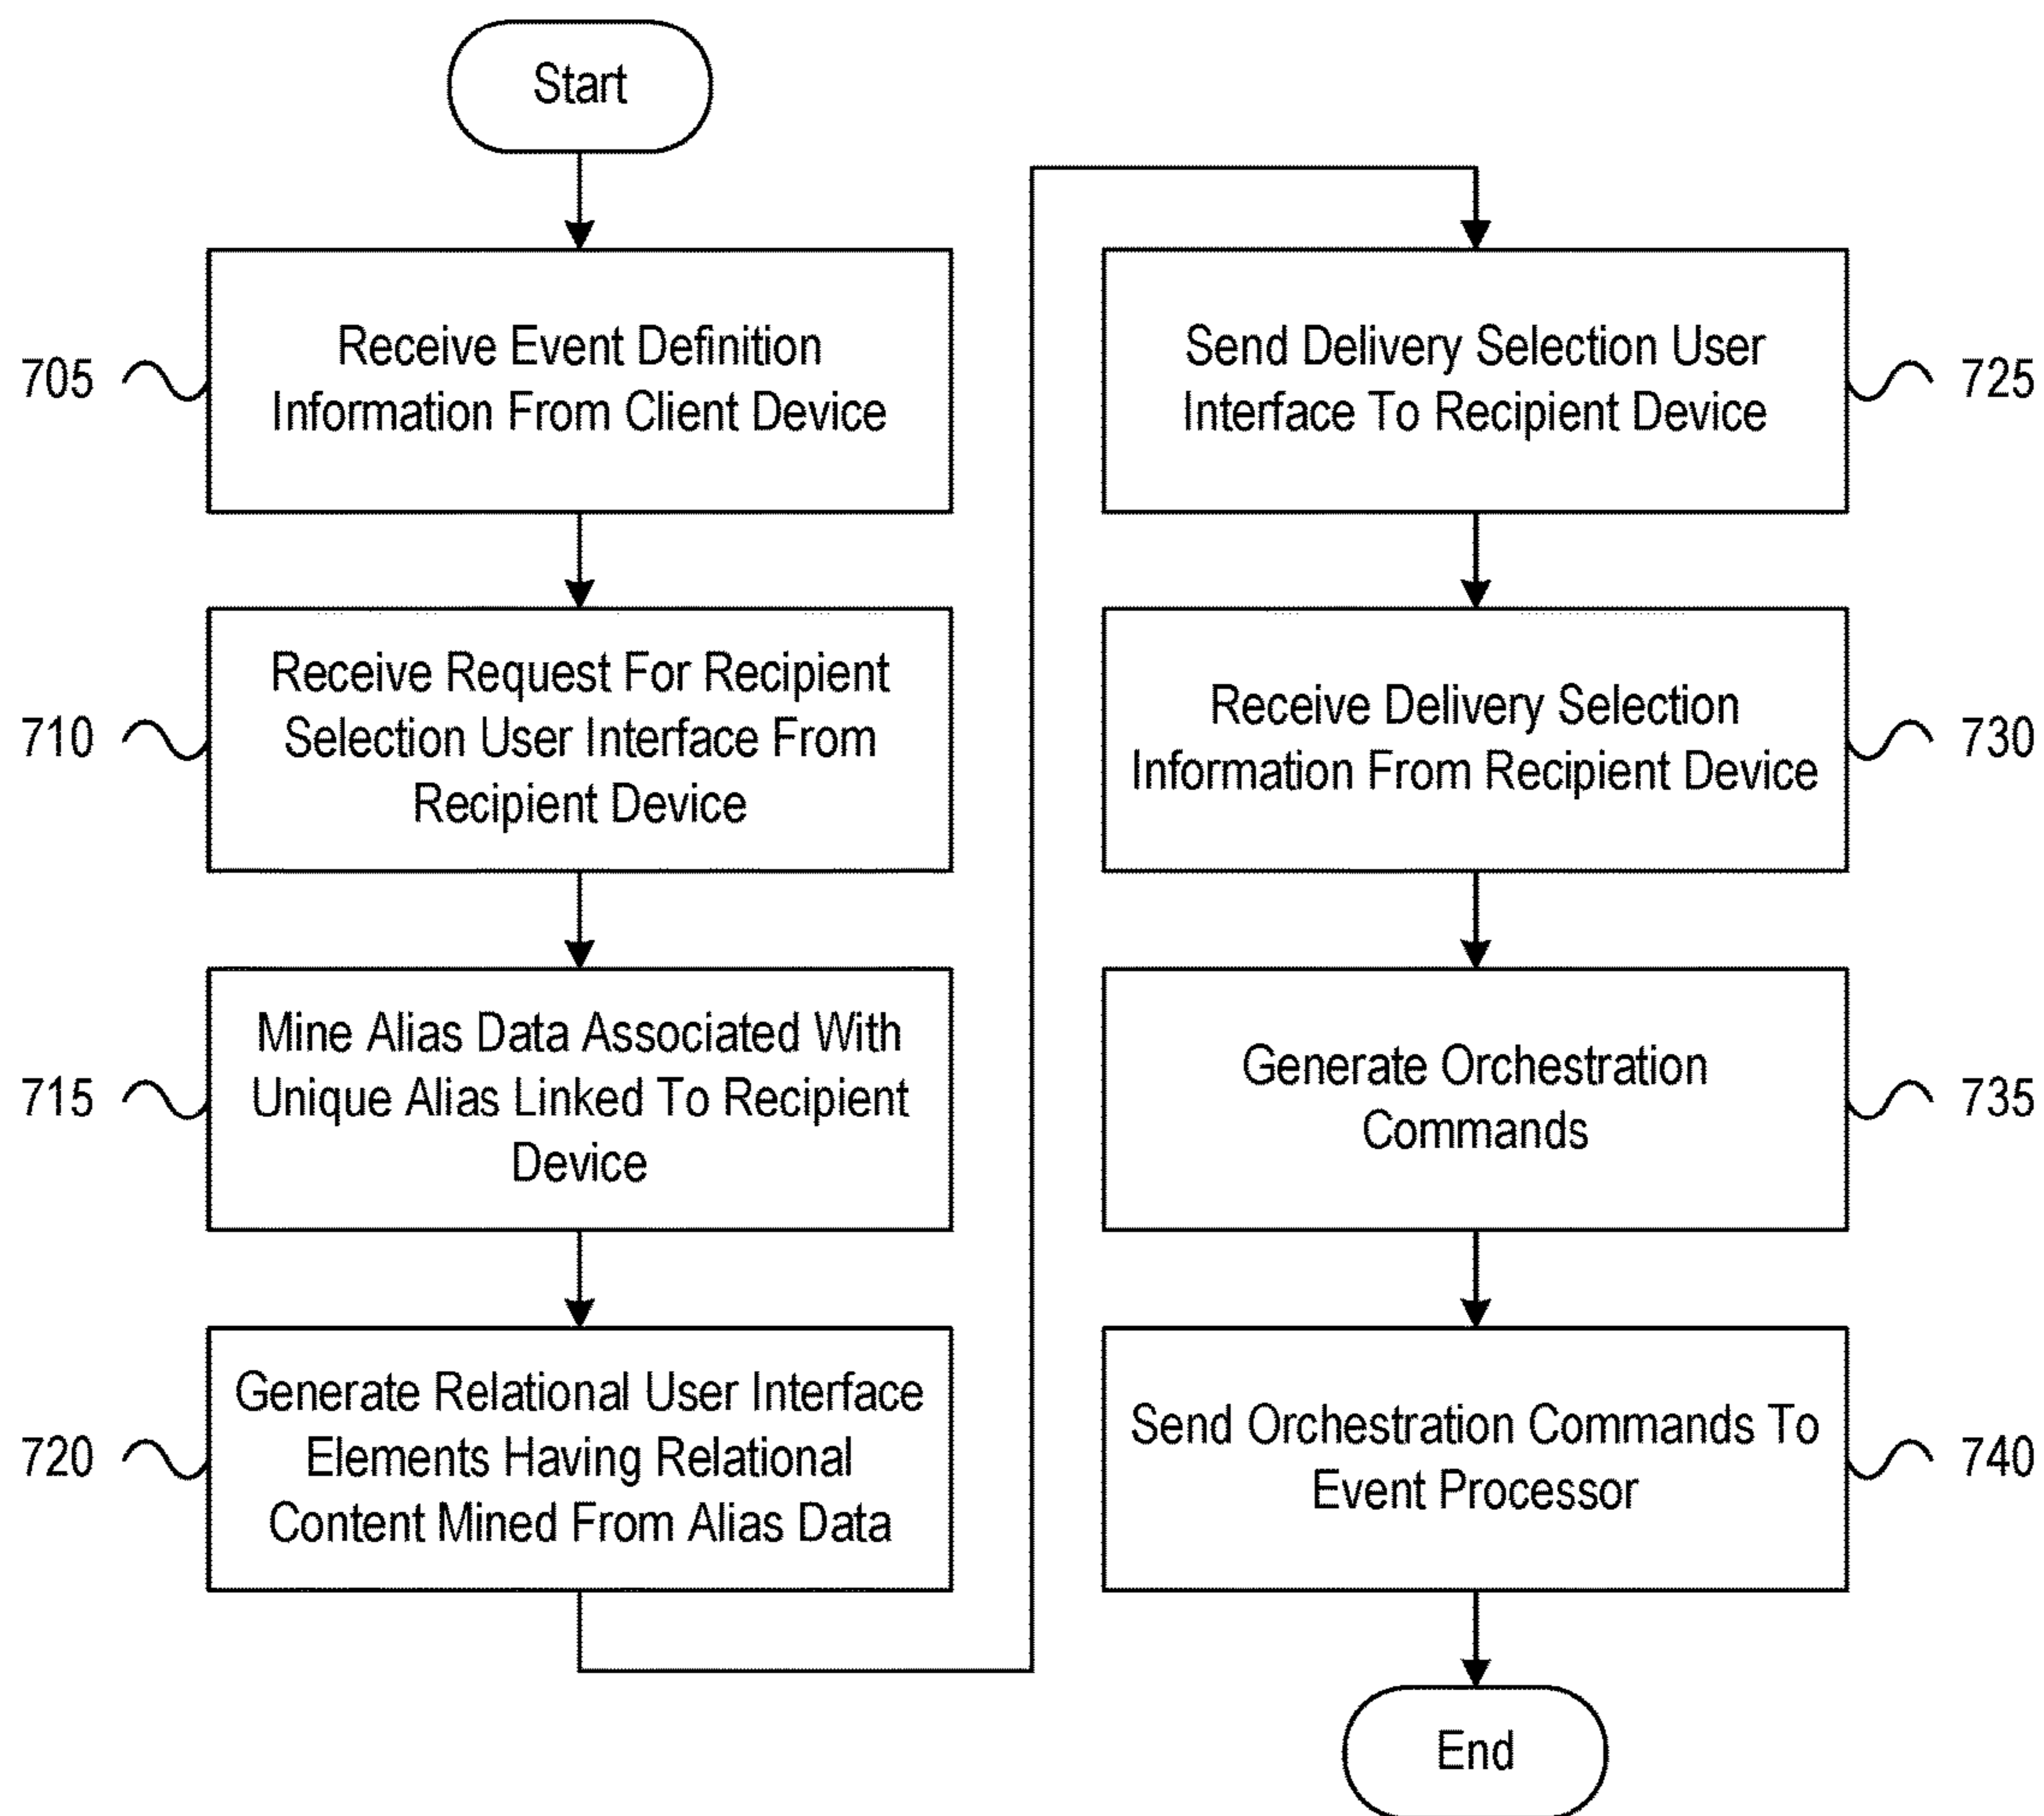 Start
705
Receive Event Definition
Information From Client Device
710
Receive Request For Recipient
Selection User Interface From
Recipient Device
715
Mine Alias Data Associated With
Unique Alias Linked To Recipient
Device
720
Generate Relational User Interface
Elements Having Relational
Content Mined From Alias Data
Send Delivery Selection User
Interface To Recipient Device
725
Receive Delivery Selection
Information From Recipient Device
730
Generate Orchestration
Commands
735
Send Orchestration Commands To
Event Processor
740
End